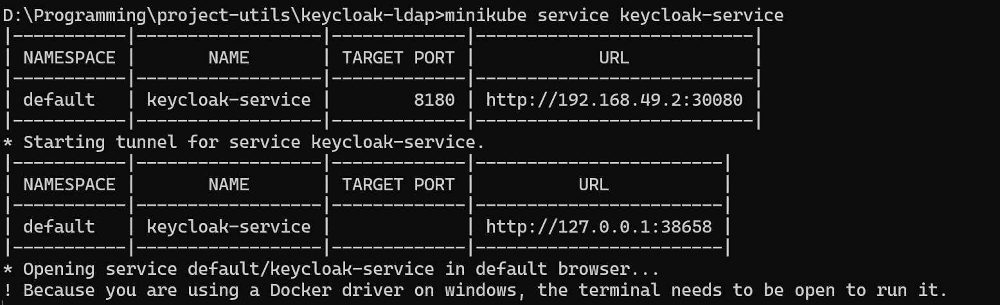 D:\Programming\project-utils\keycloak-ldap>minikube service keycloak-service
|-----------|------------------|-------------|---------------------------|
| NAMESPACE |       NAME       | TARGET PORT |            URL            |
|-----------|------------------|-------------|---------------------------|
| default   | keycloak-service |        8180 | http://192.168.49.2:30080 |
|-----------|------------------|-------------|---------------------------|
* Starting tunnel for service keycloak-service.
|-----------|------------------|-------------|------------------------|
| NAMESPACE |       NAME       | TARGET PORT |          URL           |
|-----------|------------------|-------------|------------------------|
| default   | keycloak-service |             | http://127.0.0.1:38658 |
|-----------|------------------|-------------|------------------------|
* Opening service default/keycloak-service in default browser...
! Because you are using a Docker driver on windows, the terminal needs to be open to run it.